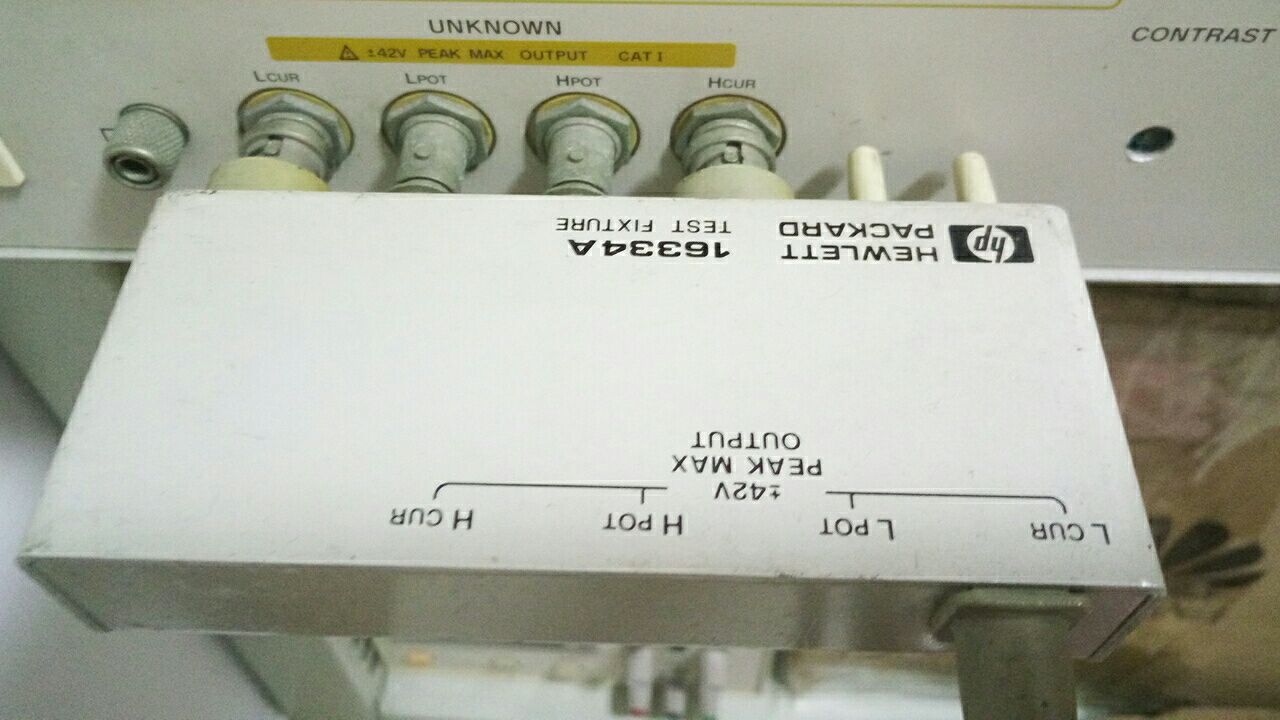 UNKNOWN
CONTRAST
⚠ ±42V PEAK MAX OUTPUT CAT I
LCUR LPOT HPOT HCUR
hp HEWLETT
PACKARD
16334A
TEST FIXTURE
L CUR L POT H POT H CUR
±42V
PEAK MAX
OUTPUT